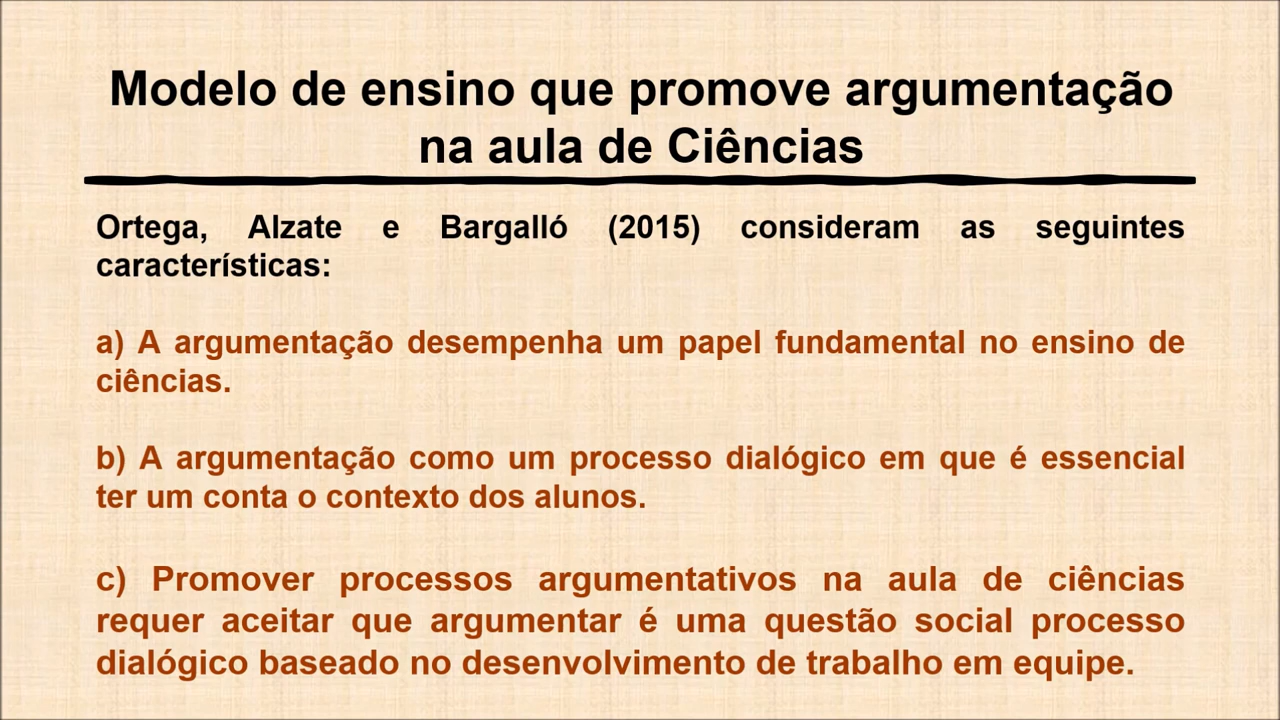 Modelo de ensino que promove argumentação
na aula de Ciências
Ortega, Alzate e Bargalló (2015) consideram as seguintes
características:
a) A argumentação desempenha um papel fundamental no ensino de
ciências.
b) A argumentação como um processo dialógico em que é essencial
ter um conta o contexto dos alunos.
c) Promover processos argumentativos na aula de ciências
requer aceitar que argumentar é uma questão social processo
dialógico baseado no desenvolvimento de trabalho em equipe.